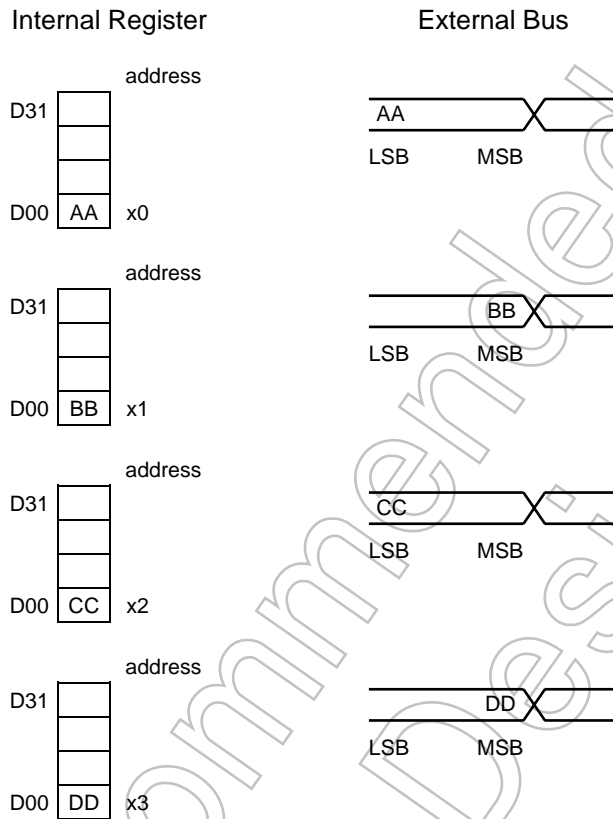 Internal Register External Bus
address
D31
AA
LSB MSB
D00 AA x0
address
D31
BB
LSB MSB
D00 BB x1
address
D31
CC
LSB MSB
D00 CC x2
address
D31
DD
LSB MSB
D00 DD x3